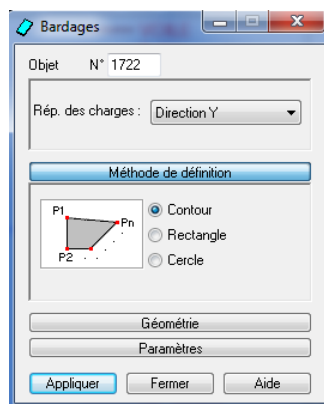 Bardages
Objet N° 1722
Rép. des charges : Direction Y
Méthode de définition
P1
Pn
P2
Contour
Rectangle
Cercle
Géométrie
Paramètres
Appliquer Fermer Aide